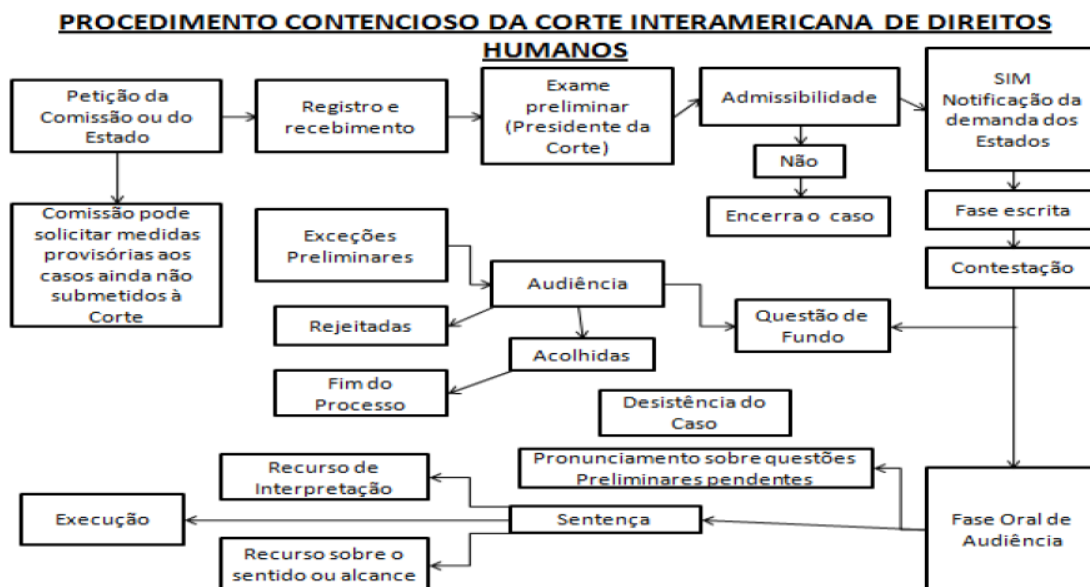 PROCEDIMENTO CONTENCIOSO DA CORTE INTERAMERICANA DE DIREITOS
HUMANOS
Petição da
Comissão ou do
Estado
Registro e
recebimento
Exame
preliminar
(Presidente da
Corte)
Admissibilidade
SIM
Notificação da
demanda dos
Estados
Não
Encerra o caso
Fase escrita
Contestação
Comissão pode
solicitar medidas
provisórias aos
casos ainda não
submetidos à
Corte
Exceções
Preliminares
Audiência
Rejeitadas
Acolhidas
Questão de
Fundo
Fim do
Processo
Desistência do
Caso
Recurso de
Interpretação
Pronunciamento sobre questões
Preliminares pendentes
Execução
Sentença
Fase Oral de
Audiência
Recurso sobre o
sentido ou alcance